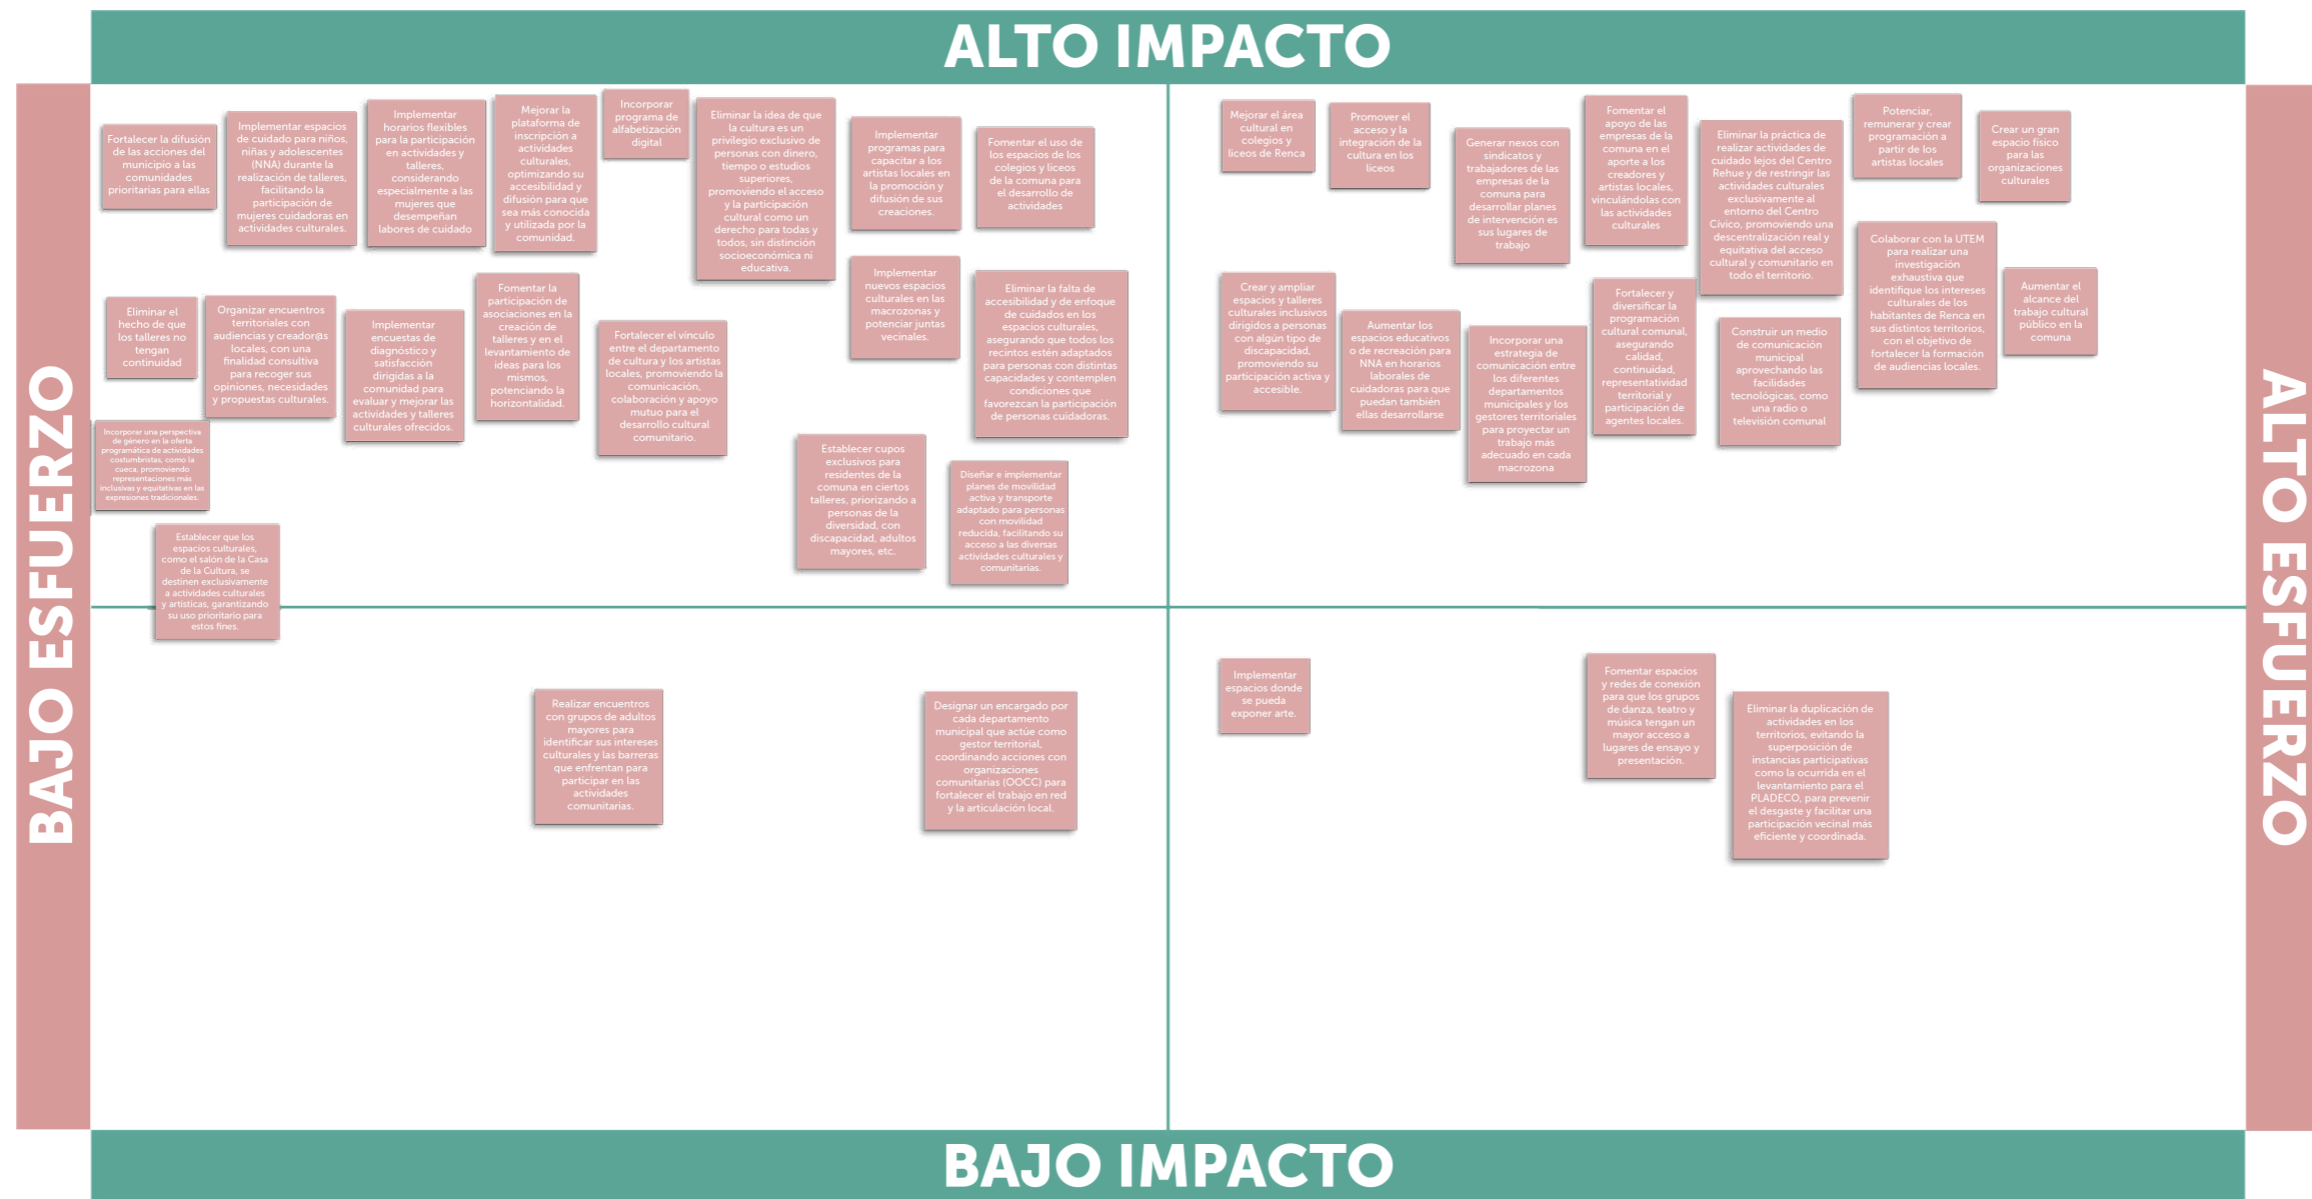 ALTO IMPACTO
BAJO ESFUERZO
ALTO ESFUERZO
Fortalecer la difusión
de las acciones del
municipio a las
comunidades
prioritarias para ellas
Implementar espacios
de cuidado para niños,
niñas y adolescentes
(NNA) durante la
realización de talleres,
facilitando la
participación de
mujeres cuidadoras en
actividades culturales.
Implementar
horarios flexibles
para la participación
en actividades y
talleres,
considerando
especialmente a las
mujeres que
desempeñan
labores de cuidado
Mejorar la
plataforma de
inscripción a
actividades
culturales,
optimizando su
accesibilidad y
difusión para que
sea más conocida
y utilizada por la
comunidad.
Incorporar
programa de
alfabetización
digital
Eliminar la idea de que
la cultura es un
privilegio exclusivo de
personas con dinero,
tiempo o estudios
superiores,
promoviendo el acceso
y la participación
cultural como un
derecho para todas y
todos, sin distinción
socioeconómica ni
educativa.
Implementar
programas para
capacitar a los
artistas locales en
la promoción y
difusión de sus
creaciones.
Fomentar el uso de
los espacios de los
colegios y liceos
de la comuna para
el desarrollo de
actividades
Eliminar el
hecho de que
los talleres no
tengan
continuidad
Organizar encuentros
territoriales con
audiencias y creador@s
locales, con una
finalidad consultiva
para recoger sus
opiniones, necesidades
y propuestas culturales.
Implementar
encuestas de
diagnóstico y
satisfacción
dirigidas a la
comunidad para
evaluar y mejorar las
actividades y talleres
culturales ofrecidos.
Fomentar la
participación de
asociaciones en la
creación de
talleres y en el
levantamiento de
ideas para los
mismos,
potenciando la
horizontalidad.
Fortalecer el vínculo
entre el departamento
de cultura y los artistas
locales, promoviendo la
comunicación,
colaboración y apoyo
mutuo para el
desarrollo cultural
comunitario.
Implementar
nuevos espacios
culturales en las
macrozonas y
potenciar juntas
vecinales.
Eliminar la falta de
accesibilidad y de enfoque
de cuidados en los
espacios culturales,
asegurando que todos los
recintos estén adaptados
para personas con distintas
capacidades y contemplen
condiciones que
favorezcan la participación
de personas cuidadoras.
Incorporar una perspectiva
de género en la oferta
programática de actividades
costumbristas, como la
cueca, promoviendo
representaciones más
inclusivas y equitativas en las
expresiones tradicionales.
Establecer cupos
exclusivos para
residentes de la
comuna en ciertos
talleres, priorizando a
personas de la
diversidad, con
discapacidad, adultos
mayores, etc.
Diseñar e implementar
planes de movilidad
activa y transporte
adaptado para personas
con movilidad
reducida, facilitando su
acceso a las diversas
actividades culturales y
comunitarias.
Establecer que los
espacios culturales,
como el salón de la Casa
de la Cultura, se
destinen exclusivamente
a actividades culturales
y artísticas, garantizando
su uso prioritario para
estos fines.
Mejorar el área
cultural en
colegios y
liceos de Renca
Promover el
acceso y la
integración de la
cultura en los
liceos
Generar nexos con
sindicatos y
trabajadores de las
empresas de la
comuna para
desarrollar planes
de intervención es
sus lugares de
trabajo
Fomentar el
apoyo de las
empresas de la
comuna en el
aporte a los
creadores y
artistas locales,
vinculándolas con
las actividades
culturales
Eliminar la práctica de
realizar actividades de
cuidado lejos del Centro
Rehue y de restringir las
actividades culturales
exclusivamente al
entorno del Centro
Cívico, promoviendo una
descentralización real y
equitativa del acceso
cultural y comunitario en
todo el territorio.
Potenciar,
remunerar y crear
programación a
partir de los
artistas locales
Crear un gran
espacio físico
para las
organizaciones
culturales
Crear y ampliar
espacios y talleres
culturales inclusivos
dirigidos a personas
con algún tipo de
discapacidad,
promoviendo su
participación activa y
accesible.
Aumentar los
espacios educativos
o de recreación para
NNA en horarios
laborales de
cuidadoras para que
puedan también
ellas desarrollarse
Incorporar una
estrategia de
comunicación entre
los diferentes
departamentos
municipales y los
gestores territoriales
para proyectar un
trabajo más
adecuado en cada
macrozona
Fortalecer y
diversificar la
programación
cultural comunal,
asegurando
calidad,
continuidad,
representatividad
territorial y
participación de
agentes locales.
Construir un medio
de comunicación
municipal
aprovechando las
facilidades
tecnológicas, como
una radio o
televisión comunal
Colaborar con la UTEM
para realizar una
investigación
exhaustiva que
identifique los intereses
culturales de los
habitantes de Renca en
sus distintos territorios,
con el objetivo de
fortalecer la formación
de audiencias locales.
Aumentar el
alcance del
trabajo cultural
público en la
comuna
Realizar encuentros
con grupos de adultos
mayores para
identificar sus intereses
culturales y las barreras
que enfrentan para
participar en las
actividades
comunitarias.
Designar un encargado por
cada departamento
municipal que actúe como
gestor territorial,
coordinando acciones con
organizaciones
comunitarias (OOCC) para
fortalecer el trabajo en red
y la articulación local.
Implementar
espacios donde
se pueda
exponer arte.
Fomentar espacios
y redes de conexión
para que los grupos
de danza, teatro y
música tengan un
mayor acceso a
lugares de ensayo y
presentación.
Eliminar la duplicación de
actividades en los
territorios, evitando la
superposición de
instancias participativas
como la ocurrida en el
levantamiento para el
PLADECO, para prevenir
el desgaste y facilitar una
participación vecinal más
eficiente y coordinada.
BAJO IMPACTO